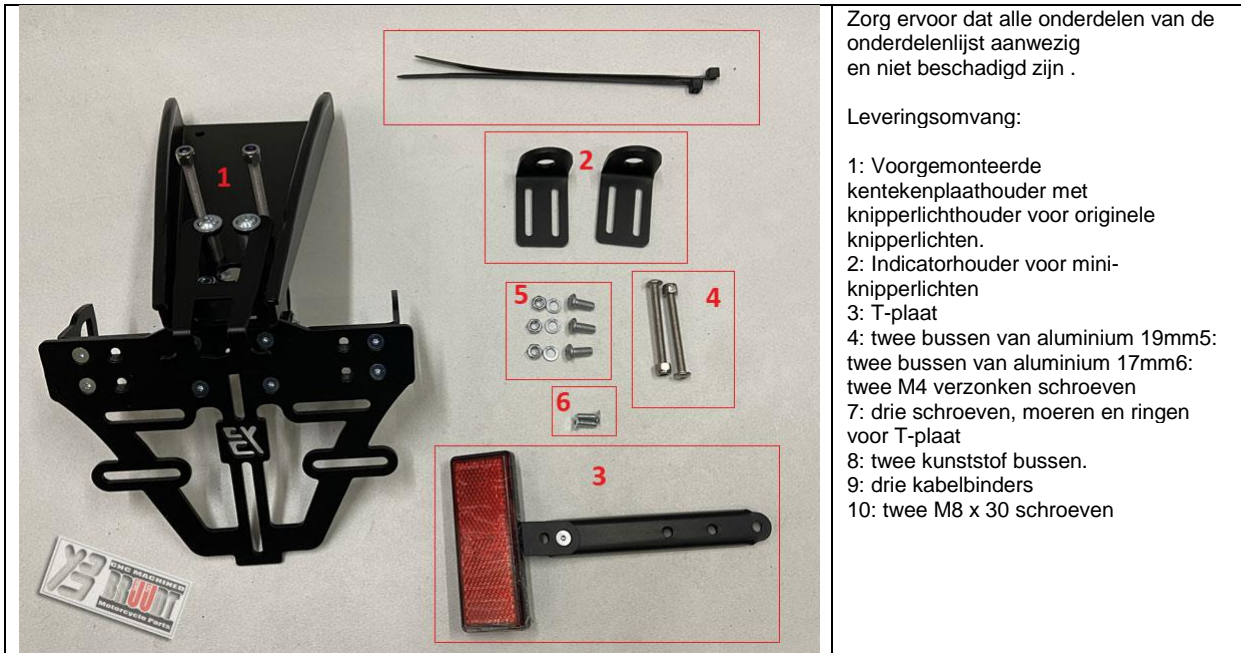 1
2
5
4
6
3
EX
CNC MACHINED
Motorcycle Parts
Zorg ervoor dat alle onderdelen van de
onderdelenlijst aanwezig
en niet beschadigd zijn .
Leveringsomvang:
1: Voorgemonteerde
kentekenplaathouder met
knipperlichthouder voor originele
knipperlichten.
2: Indicatorhouder voor mini-
knipperlichten
3: T-plaat
4: twee bussen van aluminium 19mm5:
twee bussen van aluminium 17mm6:
twee M4 verzonken schroeven
7: drie schroeven, moeren en ringen
voor T-plaat
8: twee kunststof bussen.
9: drie kabelbinders
10: twee M8 x 30 schroeven